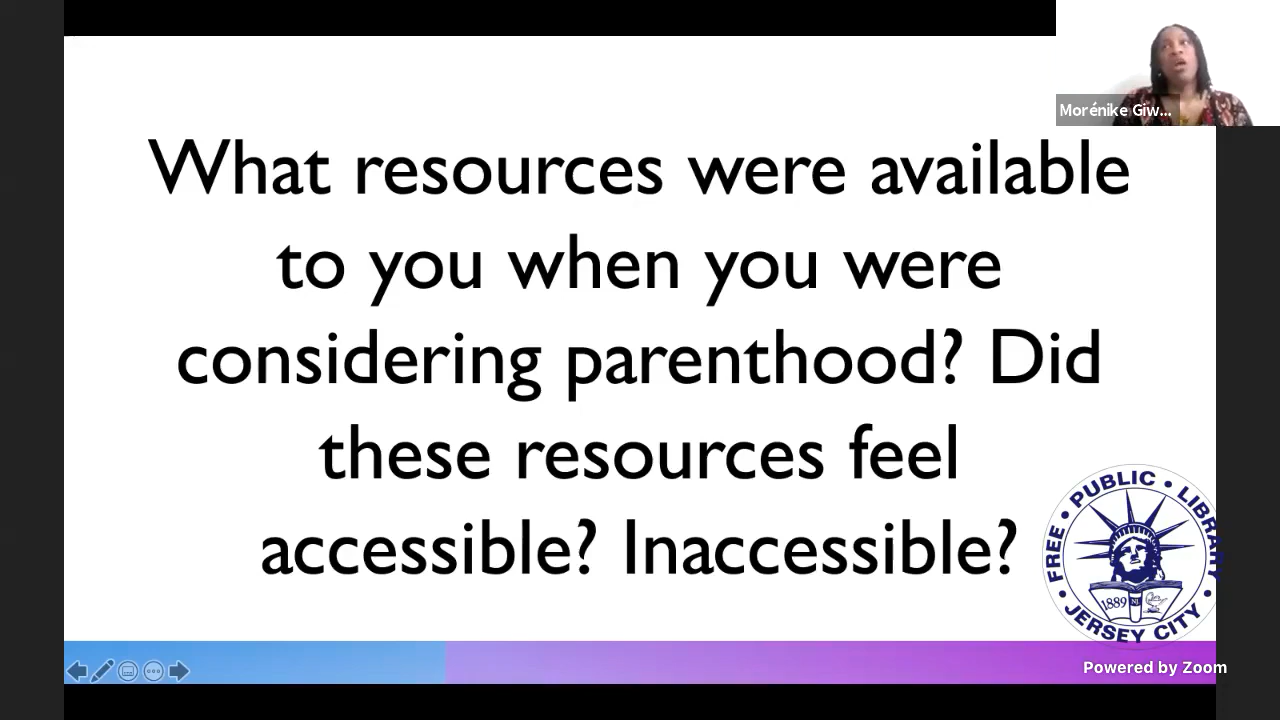 Morénike Giw...
What resources were available
to you when you were
considering parenthood? Did
these resources feel
accessible? Inaccessible?
FREE • PUBLIC • LIBRARY • JERSEY CITY •
1889 NJ
Powered by Zoom